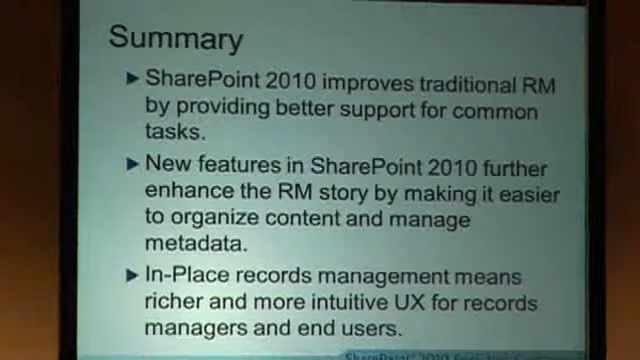 Summary
SharePoint 2010 improves traditional RM
by providing better support for common
tasks.
New features in SharePoint 2010 further
enhance the RM story by making it easier
to organize content and manage
metadata.
In-Place records management means
richer and more intuitive UX for records
managers and end users.
SharePoint 2010